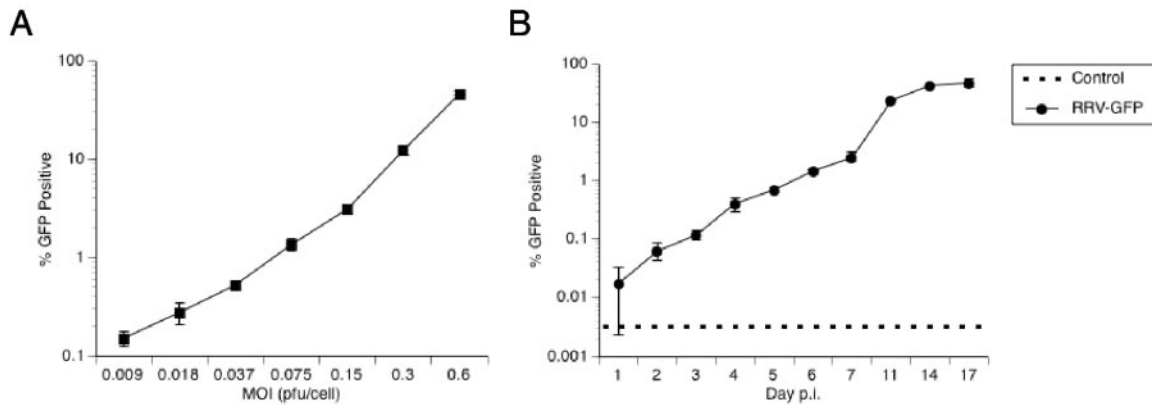 A
100
10
1
0.1
% GFP Positive
0.009 0.018 0.037 0.075 0.15 0.3 0.6
MOI (pfu/cell)
B
100
10
1
0.1
0.01
0.001
% GFP Positive
1 2 3 4 5 6 7 11 14 17
Day p.i.
Control
RRV-GFP